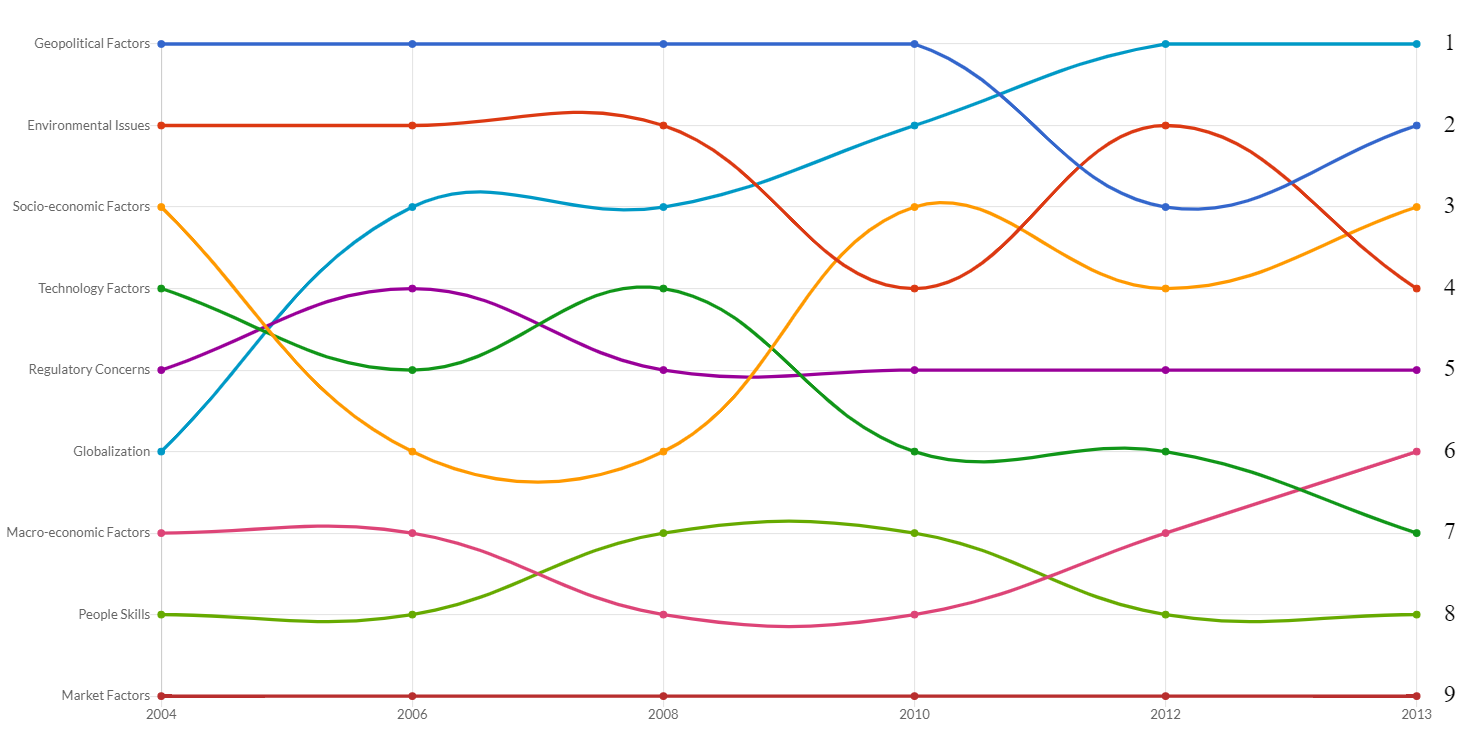 Geopolitical Factors 1
Environmental Issues 2
Socio-economic Factors 3
Technology Factors 4
Regulatory Concerns 5
Globalization 6
Macro-economic Factors 7
People Skills 8
Market Factors 9
2004 2006 2008 2010 2012 2013